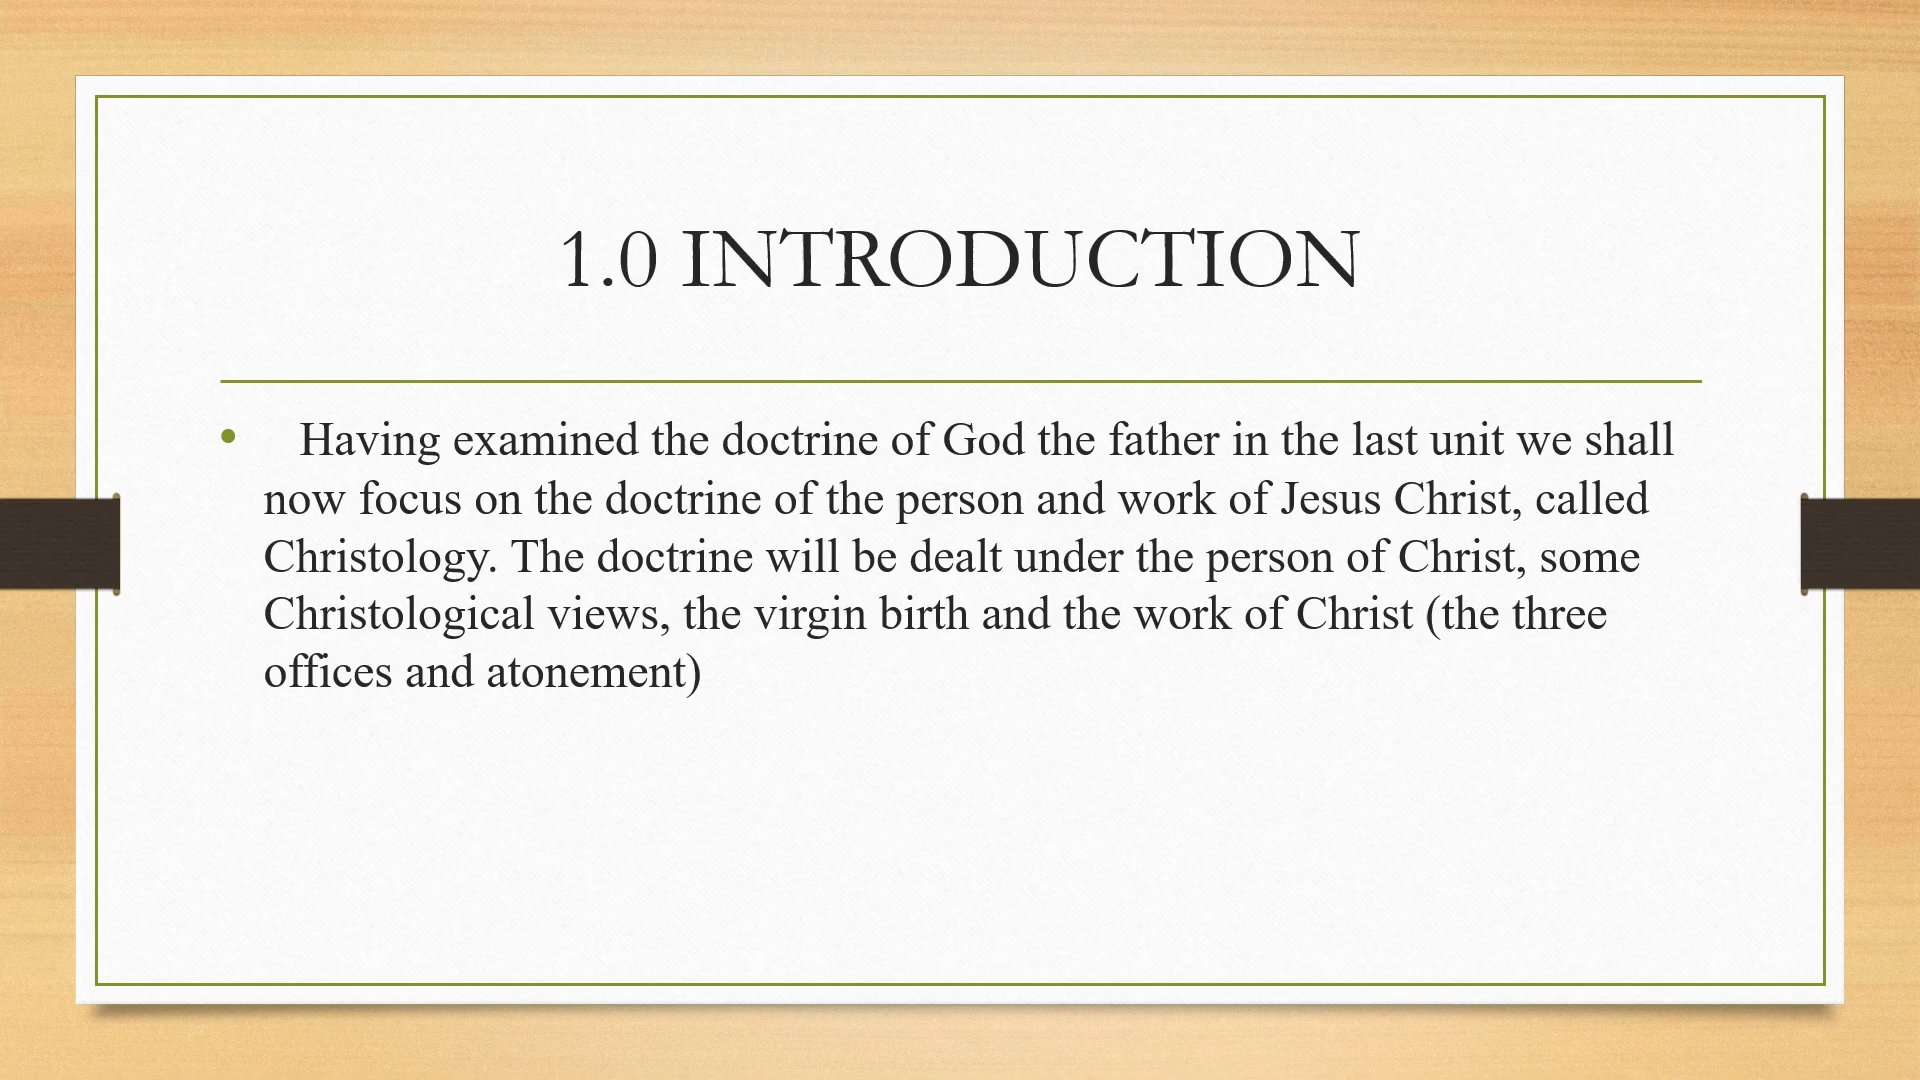 1.0 INTRODUCTION
• Having examined the doctrine of God the father in the last unit we shall
now focus on the doctrine of the person and work of Jesus Christ, called
Christology. The doctrine will be dealt under the person of Christ, some
Christological views, the virgin birth and the work of Christ (the three
offices and atonement)